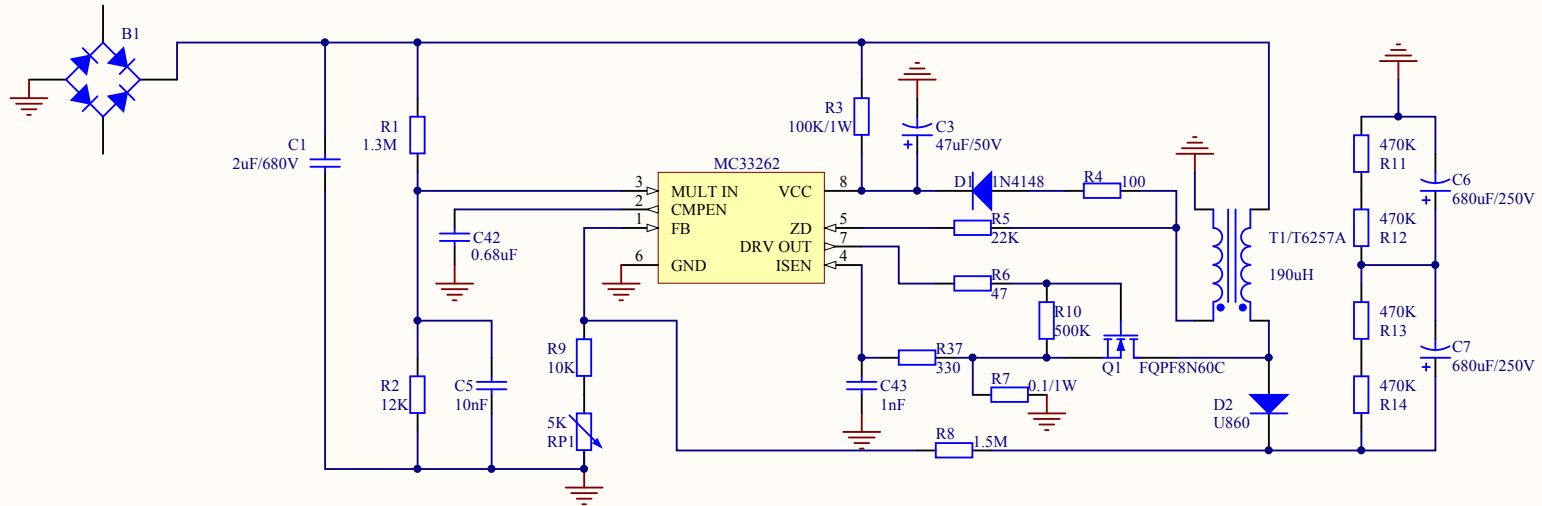 B1
C1
2uF/680V
R1
1.3M
R3
100K/1W
C3
47uF/50V
MC33262
3
MULT IN
2
CMPEN
1
FB
6
GND
VCC
8
ZD
5
DRV OUT
7
ISEN
4
D1
1N4148
R4
100
R5
22K
R6
47
R10
500K
T1/T6257A
190uH
470K
R11
470K
R12
C6
680uF/250V
470K
R13
470K
R14
C7
680uF/250V
C42
0.68uF
R9
10K
5K
RP1
R2
12K
C5
10nF
R37
330
C43
1nF
R7
0.1/1W
Q1
FQPF8N60C
D2
U860
R8
1.5M